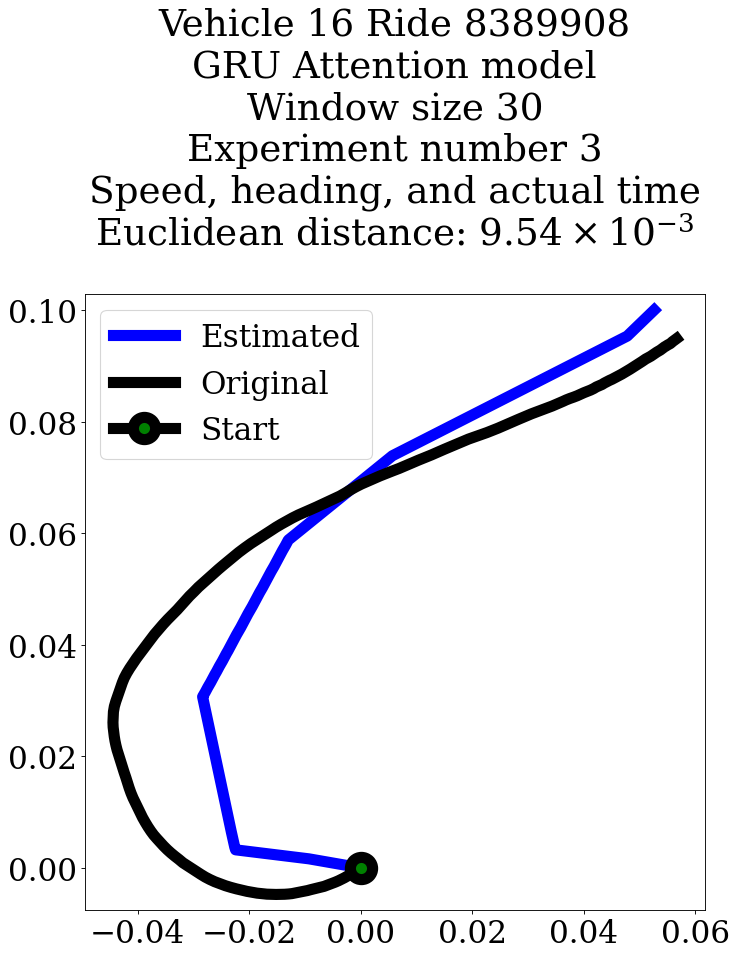 Vehicle 16 Ride 8389908
GRU Attention model
Window size 30
Experiment number 3
Speed, heading, and actual time
Euclidean distance: 9.54 × 10⁻³
Estimated
Original
Start
0.10
0.08
0.06
0.04
0.02
0.00
−0.04 −0.02 0.00 0.02 0.04 0.06